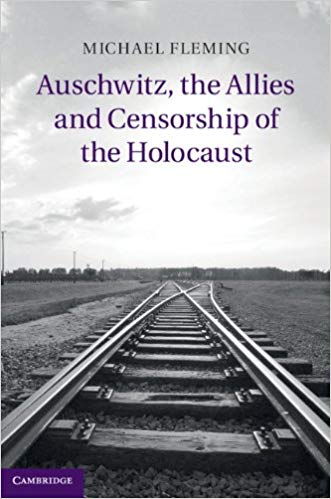 MICHAEL FLEMING
Auschwitz, the Allies
and Censorship of
the Holocaust
CAMBRIDGE